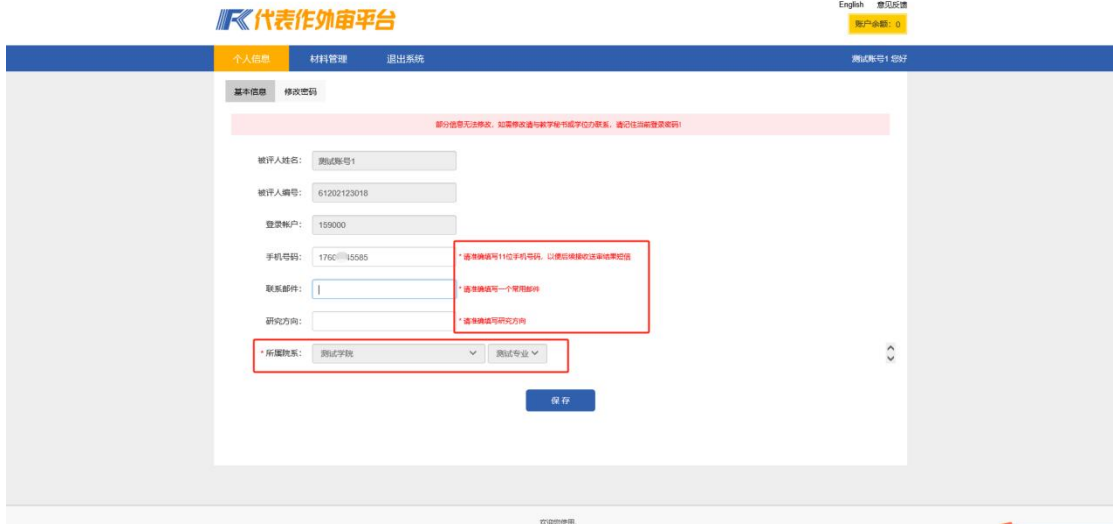 English 意见反馈
代表作外审平台
账户余额：0
个人信息 材料管理 退出系统 测试账号1 您好
基本信息 修改密码
部分信息无法修改，如需修改请与教学秘书或学位办联系，请记住当前登录密码！
被评人姓名： 测试账号1
被评人编号： 61202123018
登录帐户： 159000
手机号码： 1760 45585 * 请准确填写11位手机号码，以便后续接收送审结果短信
联系邮件： * 请准确填写一个常用邮件
研究方向： * 请准确填写研究方向
* 所属院系： 测试学院 测试专业
保 存